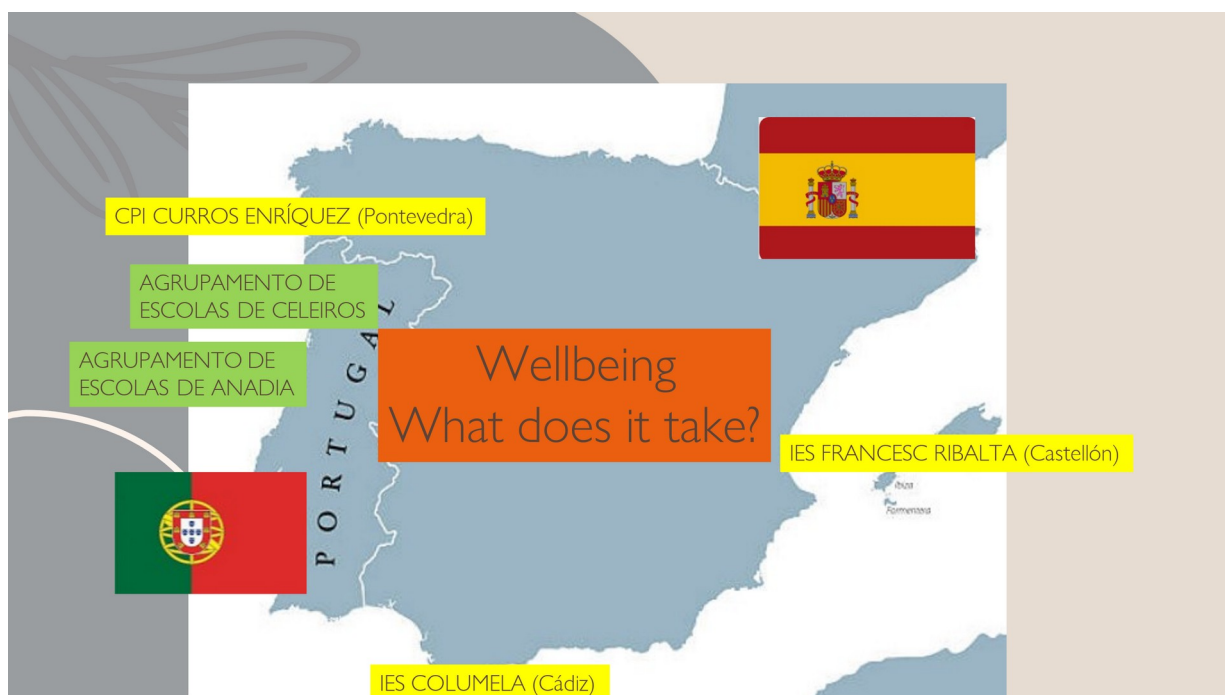 CPI CURROS ENRÍQUEZ (Pontevedra)
AGRUPAMENTO DE
ESCOLAS DE CELEIROS
AGRUPAMENTO DE
ESCOLAS DE ANADIA
PORTUGAL
Wellbeing
What does it take?
IES FRANCESC RIBALTA (Castellón)
Ibiza
Formentera
IES COLUMELA (Cádiz)